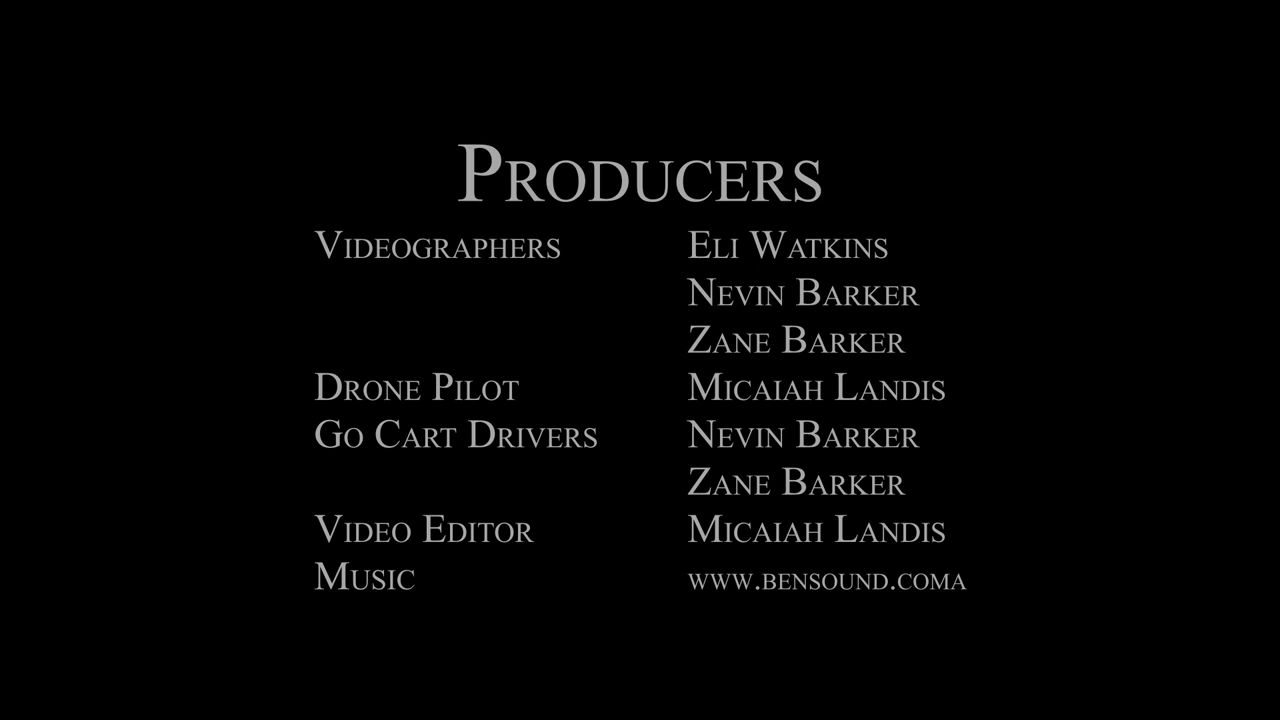 Producers
Videographers Eli Watkins
Nevin Barker
Zane Barker
Drone Pilot Micaiah Landis
Go Cart Drivers Nevin Barker
Zane Barker
Video Editor Micaiah Landis
Music www.bensound.coma